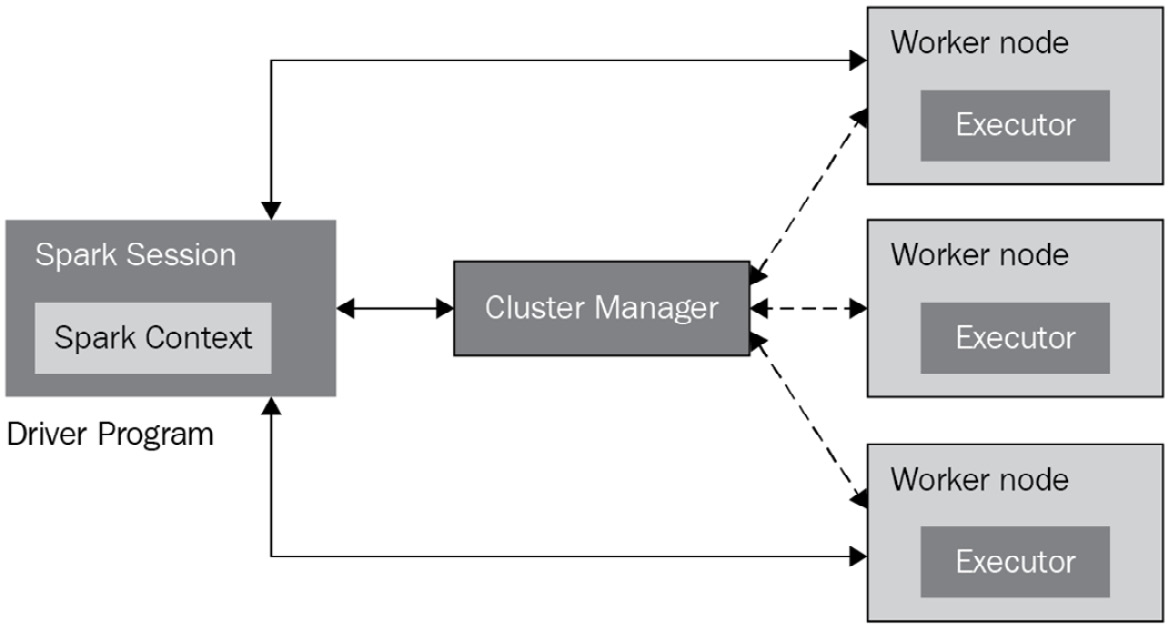 Worker node
Executor
Spark Session
Spark Context
Driver Program
Cluster Manager
Worker node
Executor
Worker node
Executor